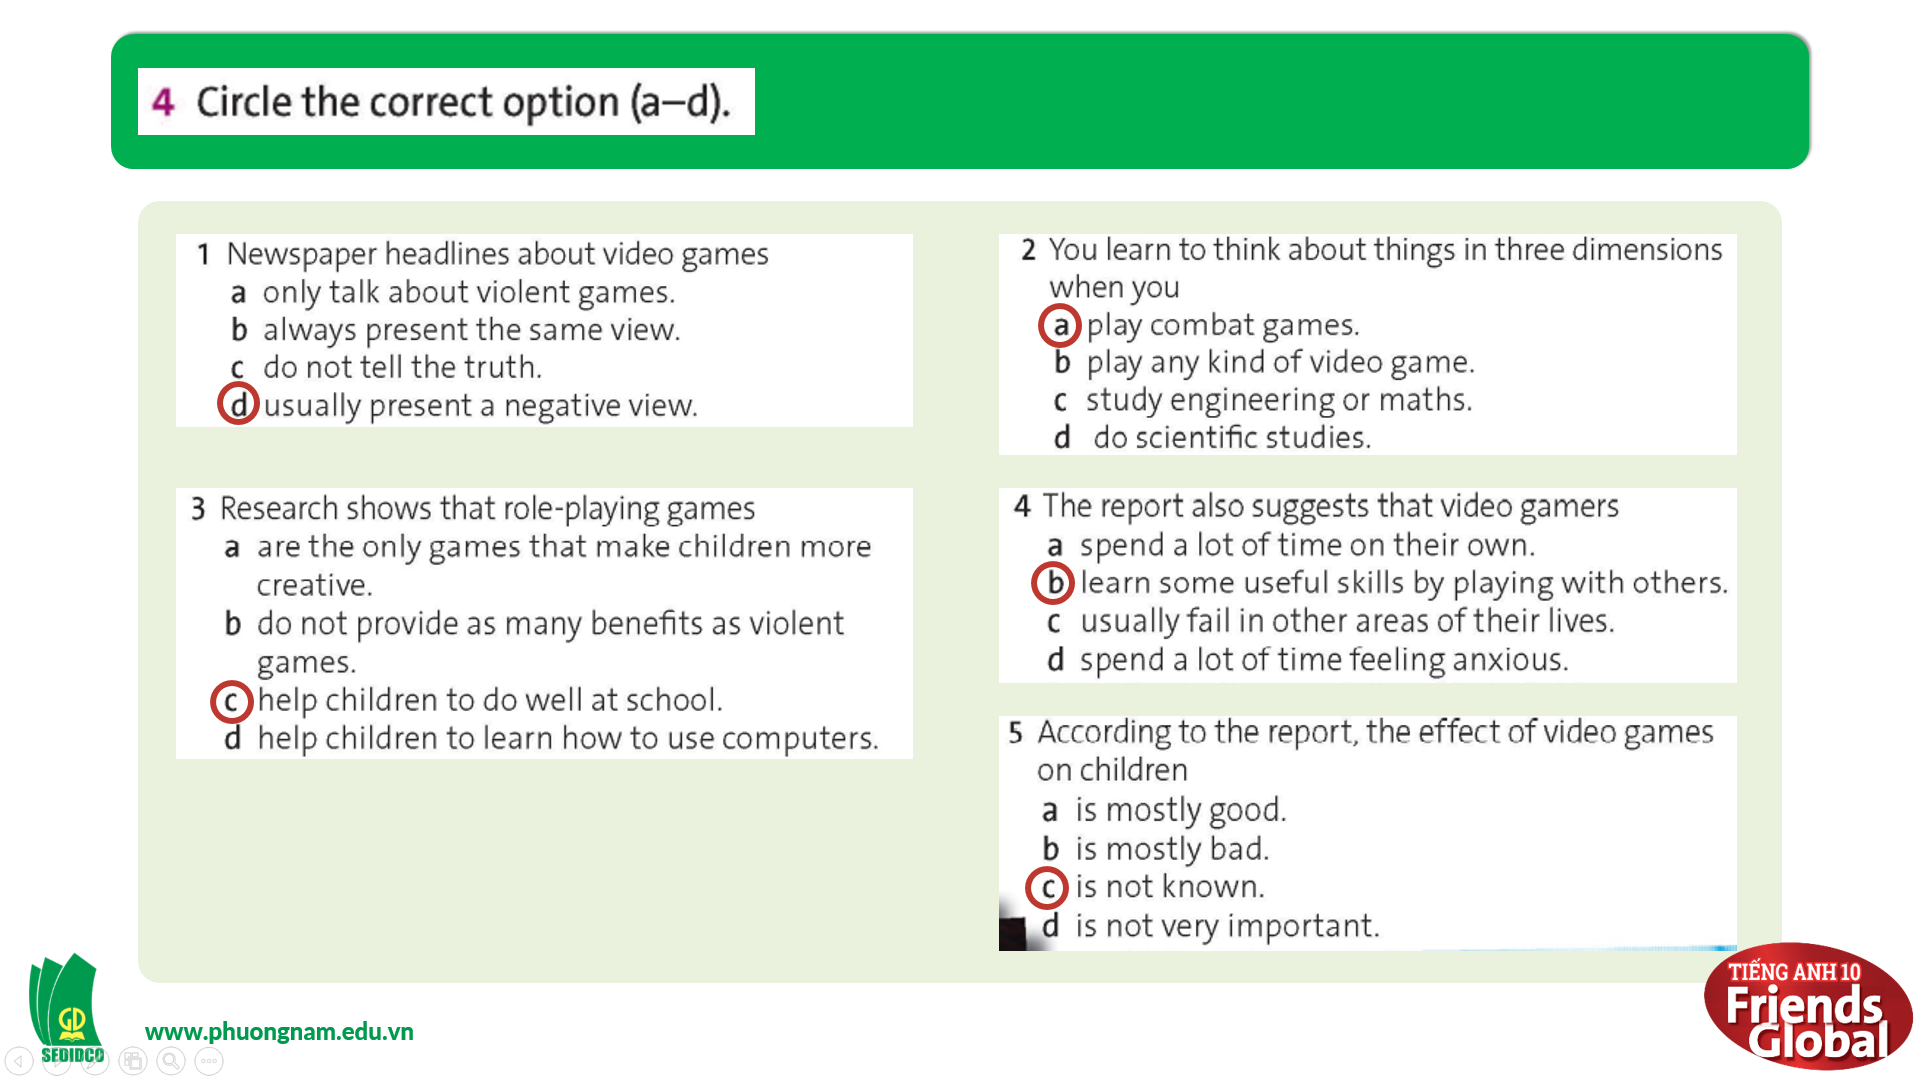 4 Circle the correct option (a–d).
1 Newspaper headlines about video games
a only talk about violent games.
b always present the same view.
c do not tell the truth.
d usually present a negative view.
2 You learn to think about things in three dimensions
when you
a play combat games.
b play any kind of video game.
c study engineering or maths.
d do scientific studies.
3 Research shows that role-playing games
a are the only games that make children more
creative.
b do not provide as many benefits as violent
games.
c help children to do well at school.
d help children to learn how to use computers.
4 The report also suggests that video gamers
a spend a lot of time on their own.
b learn some useful skills by playing with others.
c usually fail in other areas of their lives.
d spend a lot of time feeling anxious.
5 According to the report, the effect of video games
on children
a is mostly good.
b is mostly bad.
c is not known.
d is not very important.
GD
SEDIDCO
www.phuongnam.edu.vn
TIẾNG ANH 10
Friends
Global